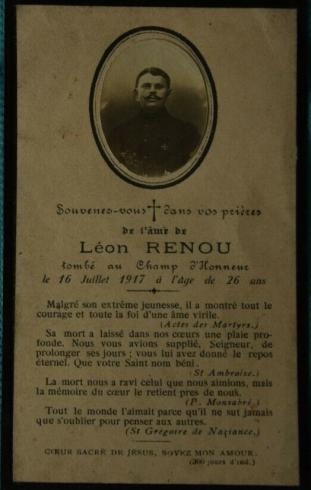 Souvenez-vous dans vos prières
de l'âme de
Léon RENOU
tombé au Champ d'Honneur
le 16 Juillet 1917 à l'âge de 26 ans
Malgré son extrême jeunesse, il a montré tout le
courage et toute la foi d'une âme virile.
(Actes des Martyrs.)
Sa mort a laissé dans nos cœurs une plaie pro-
fonde. Nous vous avions supplié, Seigneur, de
prolonger ses jours ; vous lui avez donné le repos
éternel. Que votre Saint nom béni.
(St Ambroise.)
La mort nous a ravi celui que nous aimions, mais
la mémoire du cœur le retient près de nous.
(P. Monsabré.)
Tout le monde l'aimait parce qu'il ne sut jamais
que s'oublier pour penser aux autres.
(St Grégoire de Naziance.)
CŒUR SACRÉ DE JÉSUS, SOYEZ MON AMOUR.
(300 jours d'ind.)